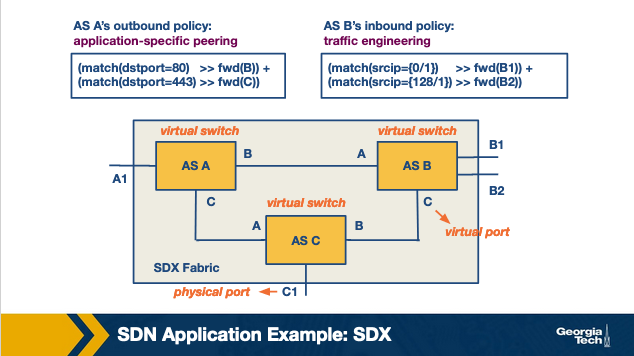 AS A's outbound policy:
application-specific peering
(match(dstport=80) >> fwd(B)) +
(match(dstport=443) >> fwd(C))
AS B's inbound policy:
traffic engineering
(match(srcip={0/1}) >> fwd(B1)) +
(match(srcip={128/1}) >> fwd(B2))
virtual switch
virtual switch
A1
AS A
B
A
AS B
B1
B2
C
virtual switch
C
virtual port
A
AS C
B
SDX Fabric
physical port
C1
SDN Application Example: SDX
Georgia
Tech